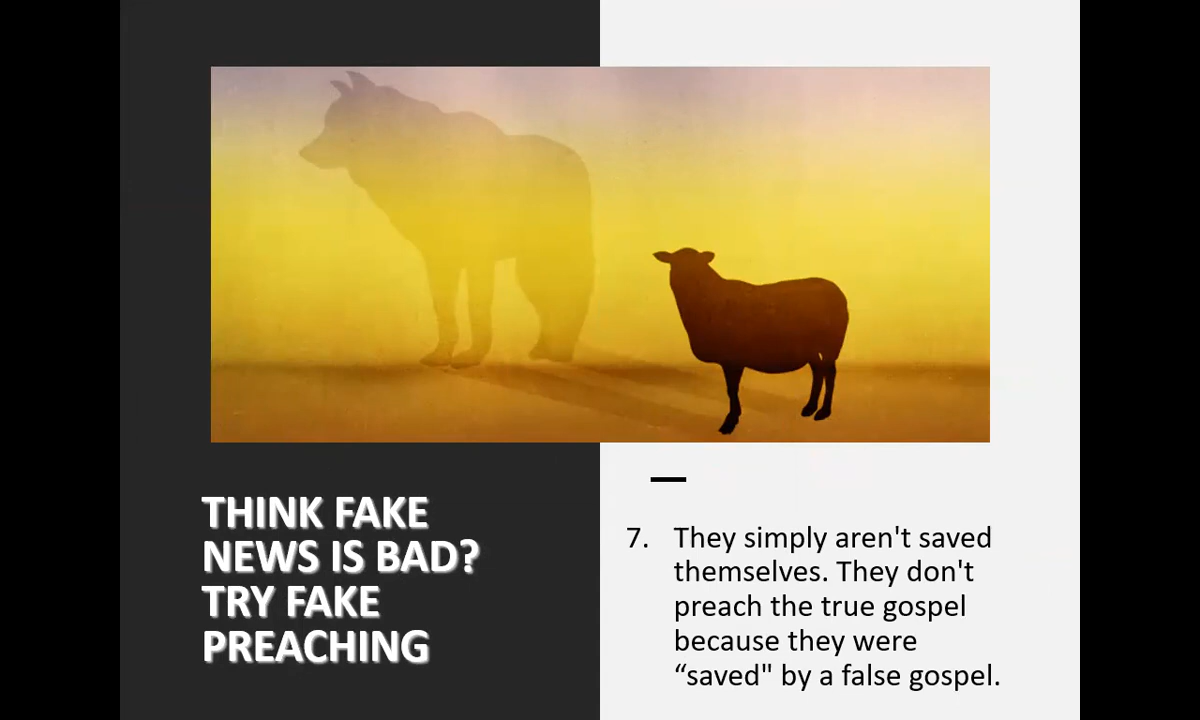 THINK FAKE
NEWS IS BAD?
TRY FAKE
PREACHING
7. They simply aren't saved
themselves. They don't
preach the true gospel
because they were
“saved" by a false gospel.